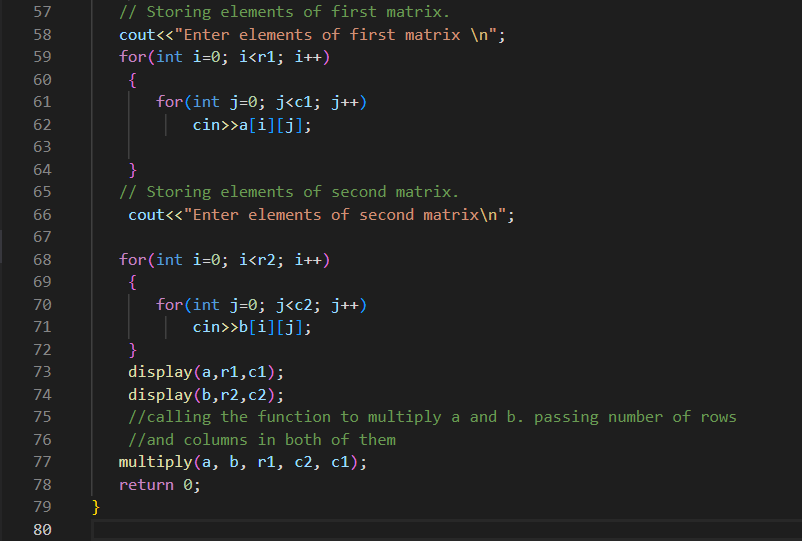 57 // Storing elements of first matrix.
58 cout<<"Enter elements of first matrix \n";
59 for(int i=0; i<r1; i++)
60 {
61 for(int j=0; j<c1; j++)
62 cin>>a[i][j];
63
64 }
65 // Storing elements of second matrix.
66 cout<<"Enter elements of second matrix\n";
67
68 for(int i=0; i<r2; i++)
69 {
70 for(int j=0; j<c2; j++)
71 cin>>b[i][j];
72 }
73 display(a,r1,c1);
74 display(b,r2,c2);
75 //calling the function to multiply a and b. passing number of rows
76 //and columns in both of them
77 multiply(a, b, r1, c2, c1);
78 return 0;
79 }
80